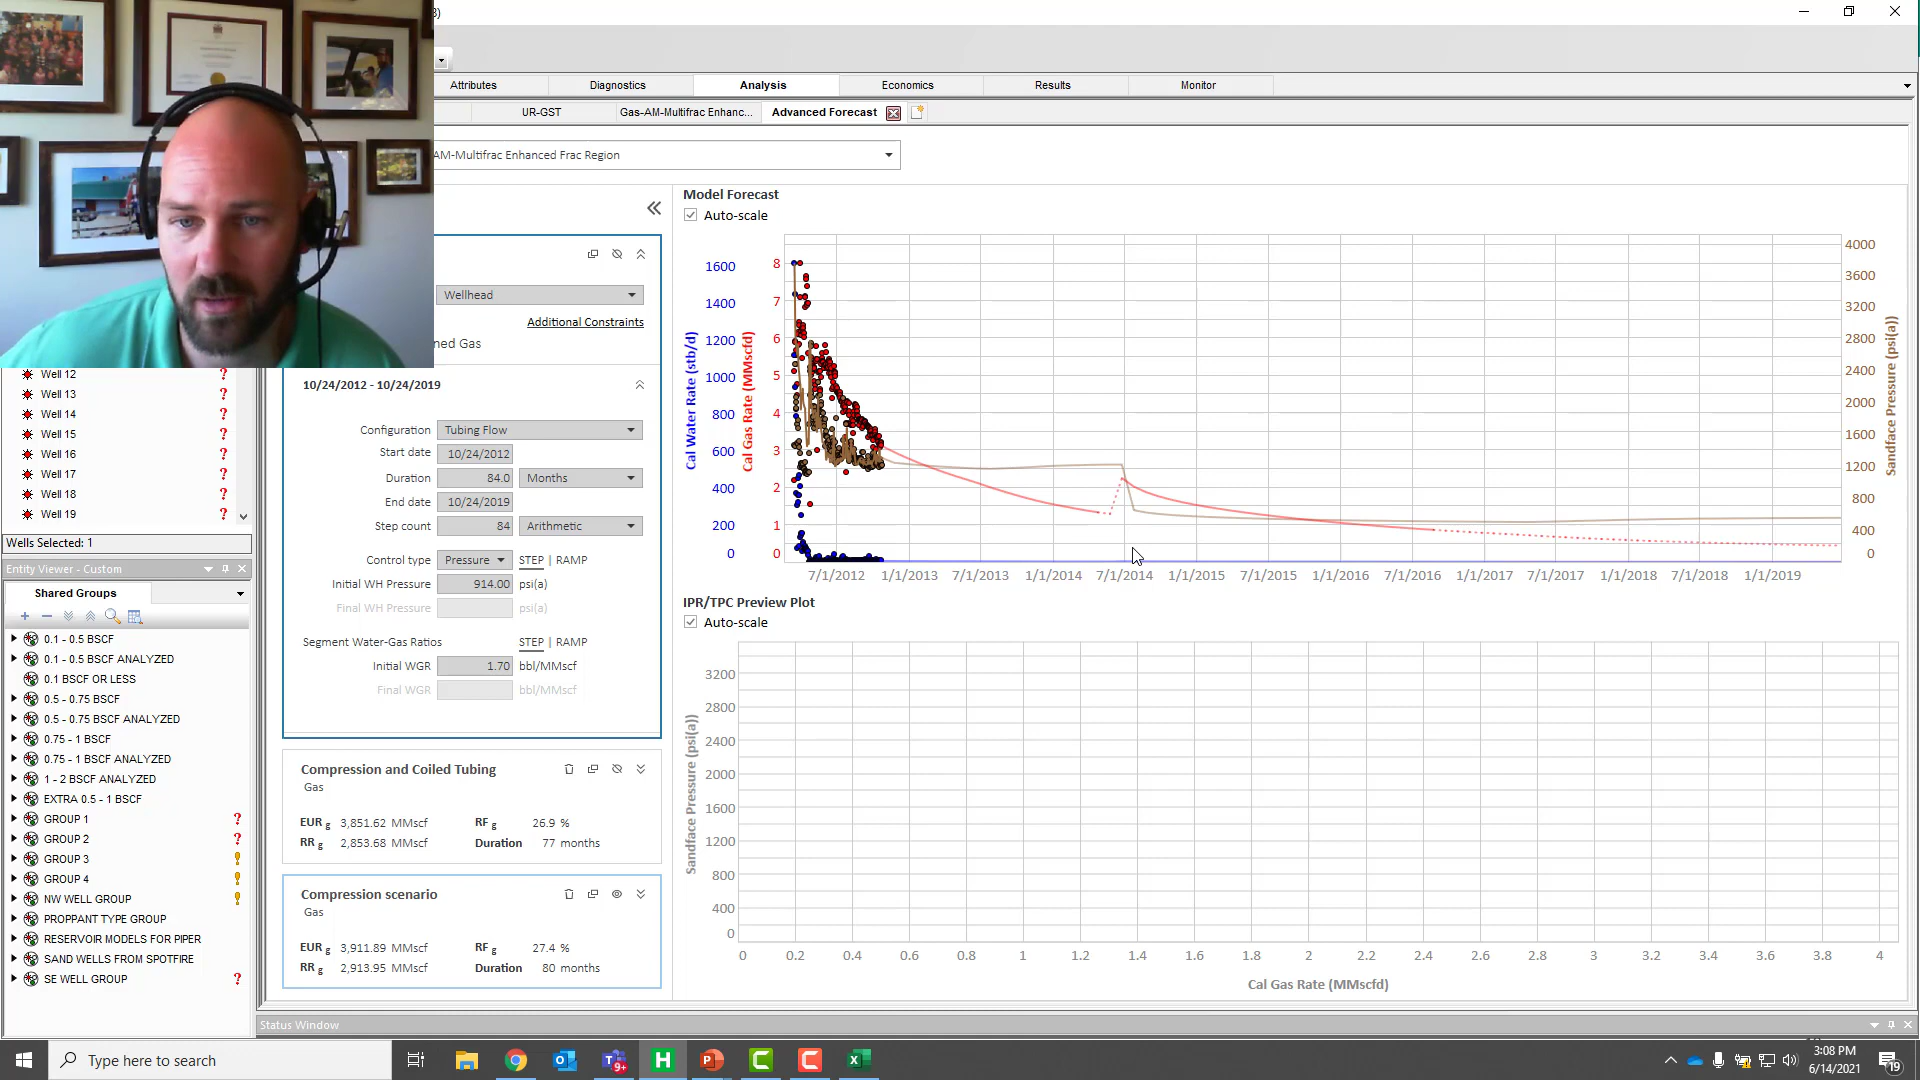 3)
Attributes
Diagnostics
Analysis
Economics
Results
Monitor
UR-GST
Gas-AM-Multifrac Enhanc...
Advanced Forecast
AM-Multifrac Enhanced Frac Region
Wellhead
Additional Constraints
ned Gas
10/24/2012 - 10/24/2019
Configuration Tubing Flow
Start date 10/24/2012
Duration 84.0 Months
End date 10/24/2019
Step count 84 Arithmetic
Control type Pressure STEP | RAMP
Initial WH Pressure 914.00 psi(a)
Final WH Pressure psi(a)
Segment Water-Gas Ratios STEP | RAMP
Initial WGR 1.70 bbl/MMscf
Final WGR bbl/MMscf
Compression and Coiled Tubing
Gas
EUR g 3,851.62 MMscf RF g 26.9 %
RR g 2,853.68 MMscf Duration 77 months
Compression scenario
Gas
EUR g 3,911.89 MMscf RF g 27.4 %
RR g 2,913.95 MMscf Duration 80 months
Well 12 ?
Well 13 ?
Well 14 ?
Well 15 ?
Well 16 ?
Well 17 ?
Well 18 ?
Well 19 ?
Wells Selected: 1
Entity Viewer - Custom
Shared Groups
0.1 - 0.5 BSCF
0.1 - 0.5 BSCF ANALYZED
0.1 BSCF OR LESS
0.5 - 0.75 BSCF
0.5 - 0.75 BSCF ANALYZED
0.75 - 1 BSCF
0.75 - 1 BSCF ANALYZED
1 - 2 BSCF ANALYZED
EXTRA 0.5 - 1 BSCF
GROUP 1 ?
GROUP 2 ?
GROUP 3 !
GROUP 4 !
NW WELL GROUP !
PROPPANT TYPE GROUP
RESERVOIR MODELS FOR PIPER
SAND WELLS FROM SPOTFIRE
SE WELL GROUP ?
Model Forecast
Auto-scale
Cal Water Rate (stb/d)
1600
1400
1200
1000
800
600
400
200
0
Cal Gas Rate (MMscfd)
8
7
6
5
4
3
2
1
0
4000
3600
3200
2800
2400
2000
1600
1200
800
400
0
Sandface Pressure (psi(a))
7/1/2012 1/1/2013 7/1/2013 1/1/2014 7/1/2014 1/1/2015 7/1/2015 1/1/2016 7/1/2016 1/1/2017 7/1/2017 1/1/2018 7/1/2018 1/1/2019
IPR/TPC Preview Plot
Auto-scale
Sandface Pressure (psi(a))
3200
2800
2400
2000
1600
1200
800
400
0
0 0.2 0.4 0.6 0.8 1 1.2 1.4 1.6 1.8 2 2.2 2.4 2.6 2.8 3 3.2 3.4 3.6 3.8 4
Cal Gas Rate (MMscfd)
Status Window
Type here to search
9+
H
P
C
C
X
3:08 PM
6/14/2021
19